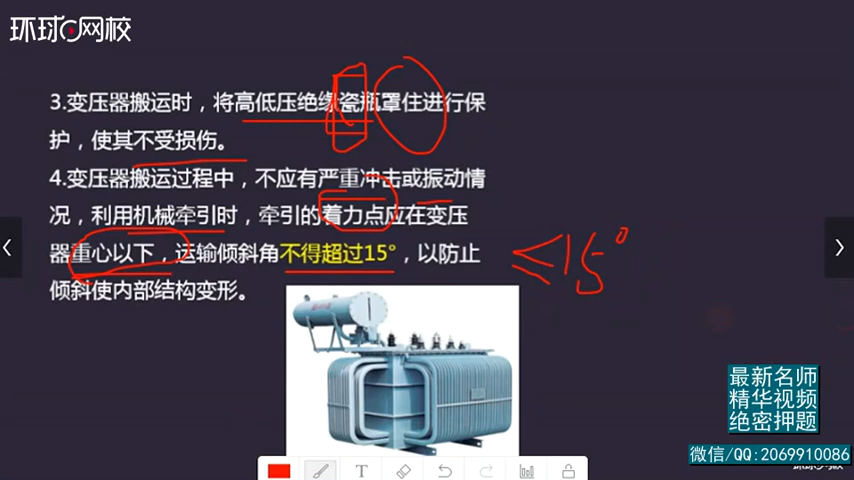 环球网校
3.变压器搬运时，将高低压绝缘瓷瓶罩住进行保
护，使其不受损伤。
4.变压器搬运过程中，不应有严重冲击或振动情
况，利用机械牵引时，牵引的着力点应在变压
器重心以下，运输倾斜角不得超过15°，以防止
倾斜使内部结构变形。
≤15°
最新名师
精华视频
绝密押题
微信/QQ:2069910086
T